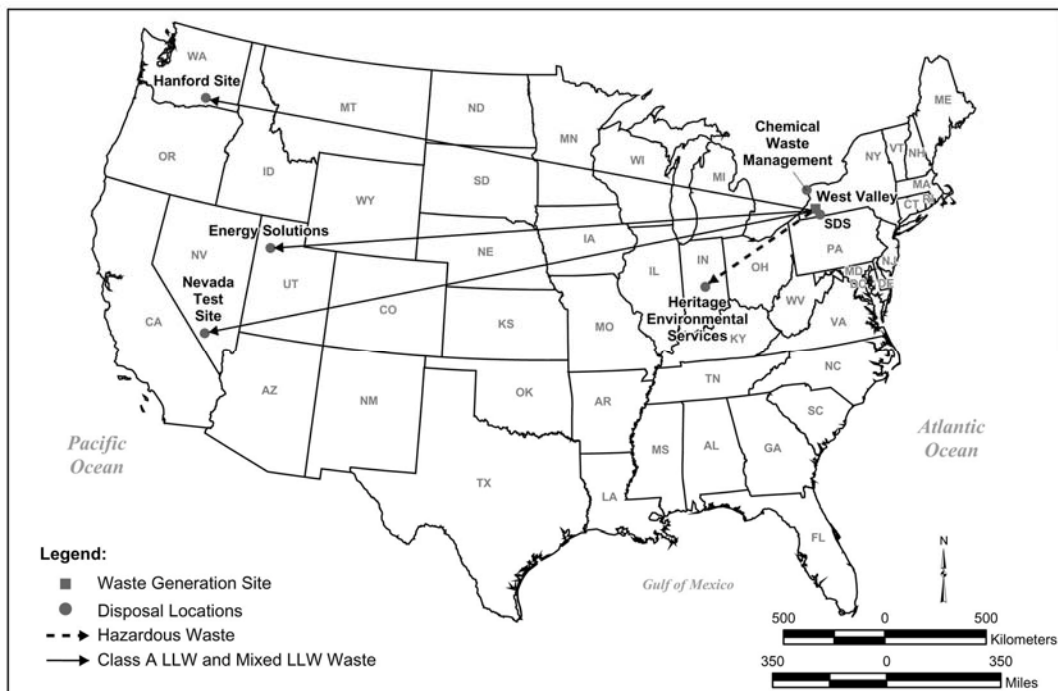 WA
Hanford Site
MT
ND
MN
ME
OR
ID
WY
SD
WI
MI
Chemical
Waste
Management
NY
VT
NH
MA
CT
RI
West Valley
SDS
Energy Solutions
NV
UT
Nevada
Test
Site
CA
CO
NE
IA
IL
IN
OH
PA
NJ
MD
DE
DC
WV
VA
Heritage
Environmental
Services
KY
KS
MO
AZ
NM
OK
AR
TN
NC
SC
MS
AL
GA
TX
LA
FL
Pacific
Ocean
Atlantic
Ocean
Gulf of Mexico
Legend:
Waste Generation Site
Disposal Locations
Hazardous Waste
Class A LLW and Mixed LLW Waste
N
500 0 500
Kilometers
350 0 350
Miles